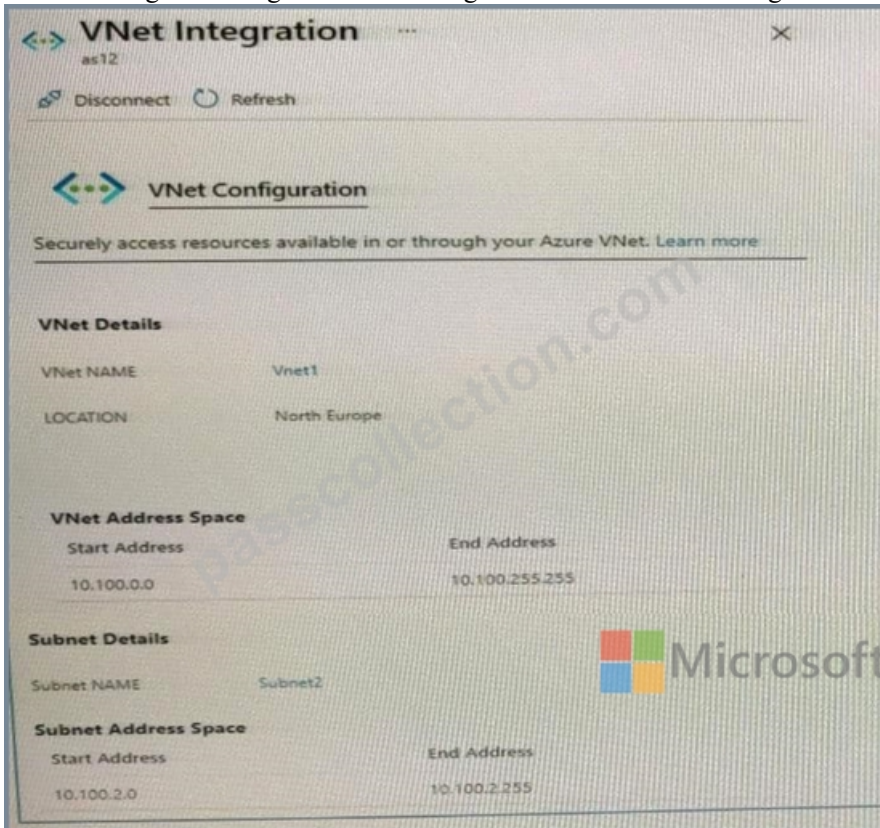 VNet Integration ...
as12
Disconnect Refresh
VNet Configuration
Securely access resources available in or through your Azure VNet. Learn more
VNet Details
VNet NAME Vnet1
LOCATION North Europe
VNet Address Space
Start Address End Address
10.100.0.0 10.100.255.255
Subnet Details
Subnet NAME Subnet2
Subnet Address Space
Start Address End Address
10.100.2.0 10.100.2.255
passcollection.com
Microsoft